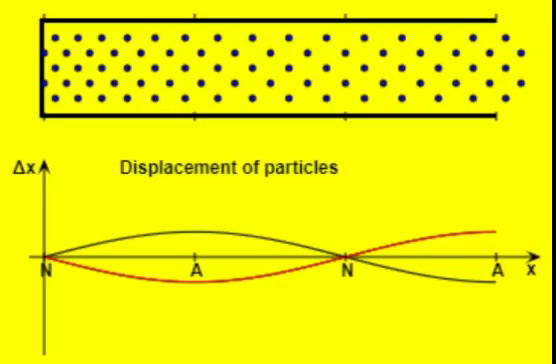 Δx Displacement of particles
N A N A x